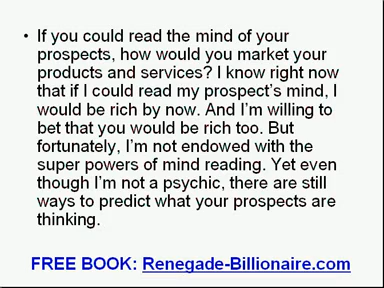 • If you could read the mind of your
prospects, how would you market your
products and services? I know right now
that if I could read my prospect's mind, I
would be rich by now. And I'm willing to
bet that you would be rich too. But
fortunately, I'm not endowed with the
super powers of mind reading. Yet even
though I'm not a psychic, there are still
ways to predict what your prospects are
thinking.
FREE BOOK: Renegade-Billionaire.com